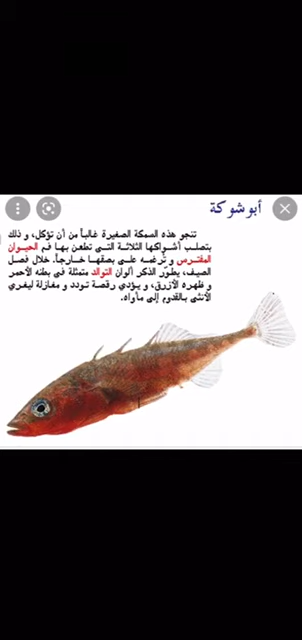 أبوشوكة
تنجو هذه السمكة الصغيرة غالباً من أن تؤكل، و ذلك
بتصلب أشواكها الثلاثة التي تطعن بها فم الحيوان
المفترس و تُرغمه على بصقها خارجاً. خلال فصل
الصيف، يطوّر الذكر ألوان التوالد متمثلة فى بطنه الأحمر
و ظهره الأزرق، و يؤدي رقصة تودد و مغازلة ليغري
الأنثى بالقدوم إلى مأواه.